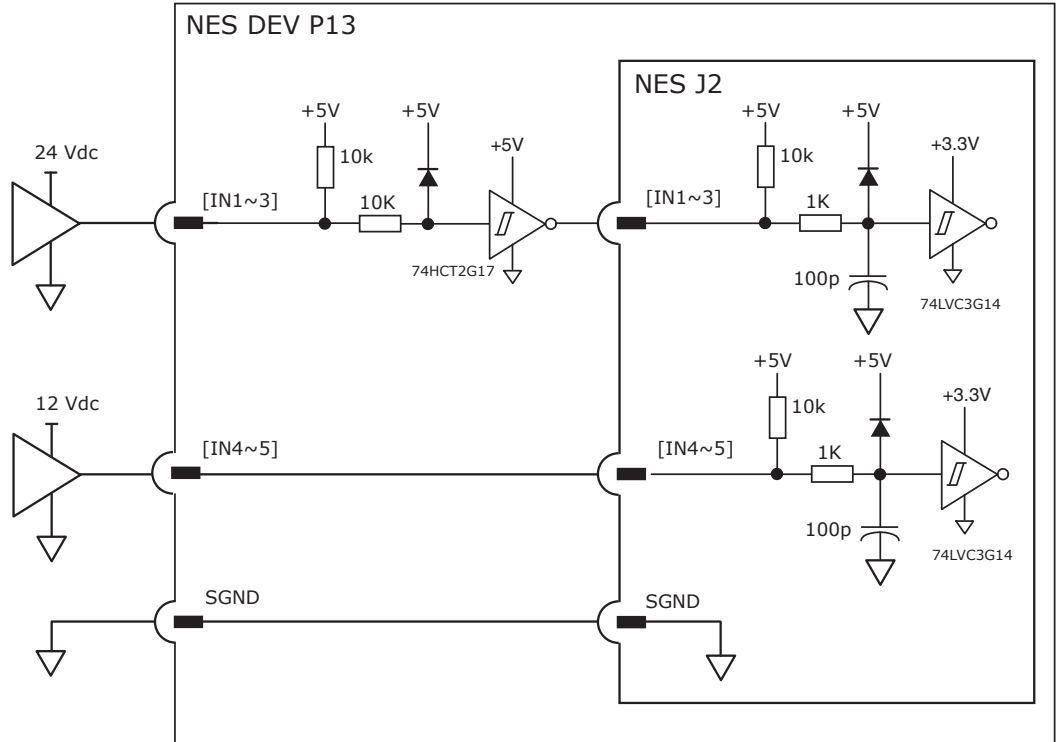 NES DEV P13
NES J2
24 Vdc
+5V
+5V
+5V
10k
10K
[IN1~3]
74HCT2G17
+5V
+5V
+3.3V
10k
1K
[IN1~3]
100p
74LVC3G14
12 Vdc
[IN4~5]
+5V
+5V
+3.3V
10k
1K
[IN4~5]
100p
74LVC3G14
SGND
SGND